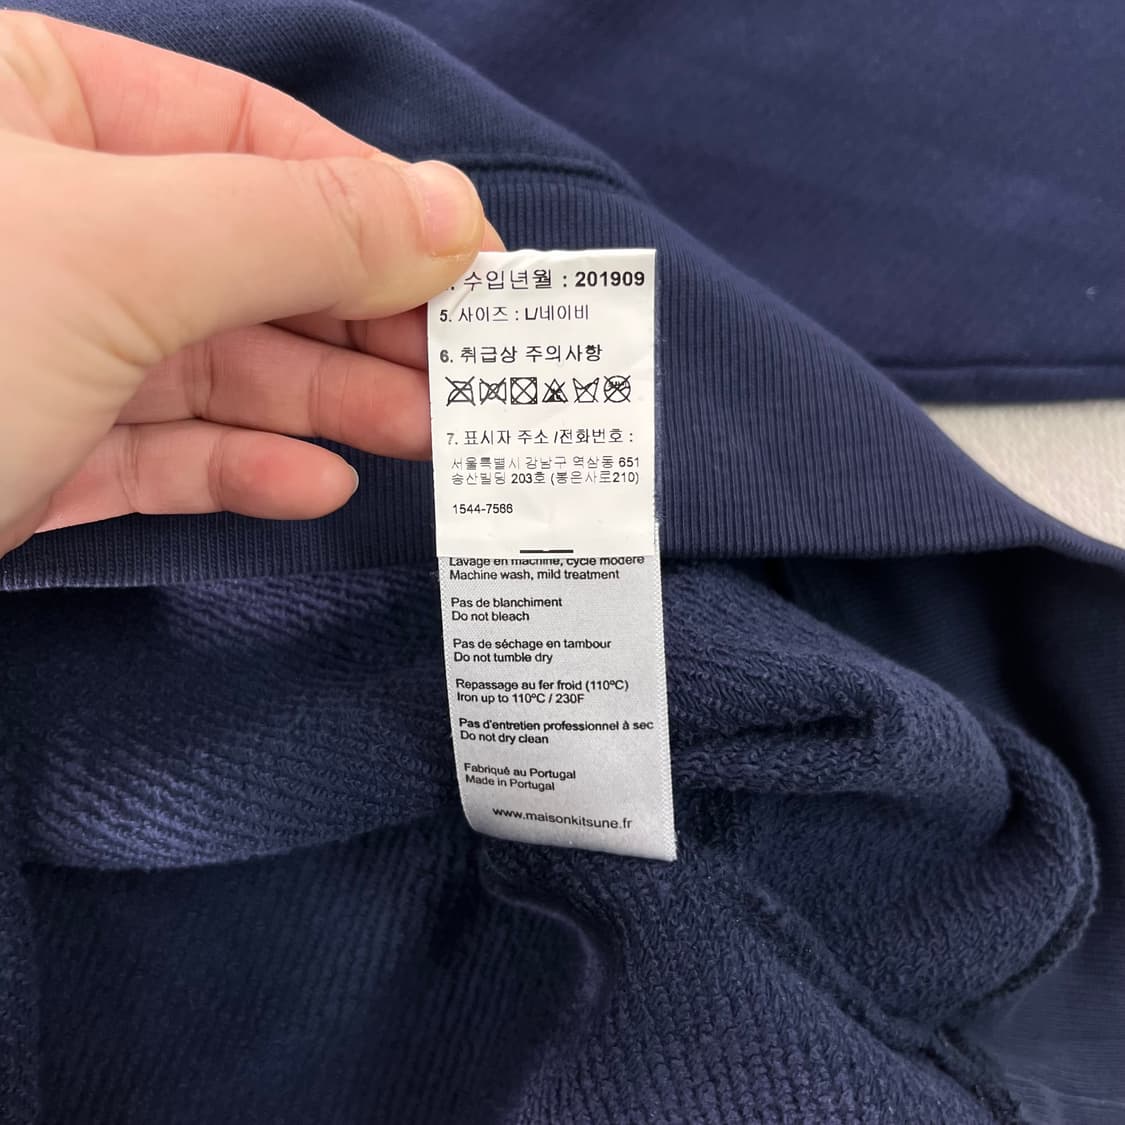 . 수입년월 : 201909
5. 사이즈 : L/네이비
6. 취급상 주의사항
7. 표시자 주소 /전화번호 :
서울특별시 강남구 역삼동 651
송산빌딩 203호 (봉은사로210)
1544-7566
Lavage en machine, cycle modéré
Machine wash, mild treatment
Pas de blanchiment
Do not bleach
Pas de séchage en tambour
Do not tumble dry
Repassage au fer froid (110ºC)
Iron up to 110ºC / 230F
Pas d'entretien professionnel à sec
Do not dry clean
Fabriqué au Portugal
Made in Portugal
www.maisonkitsune.fr